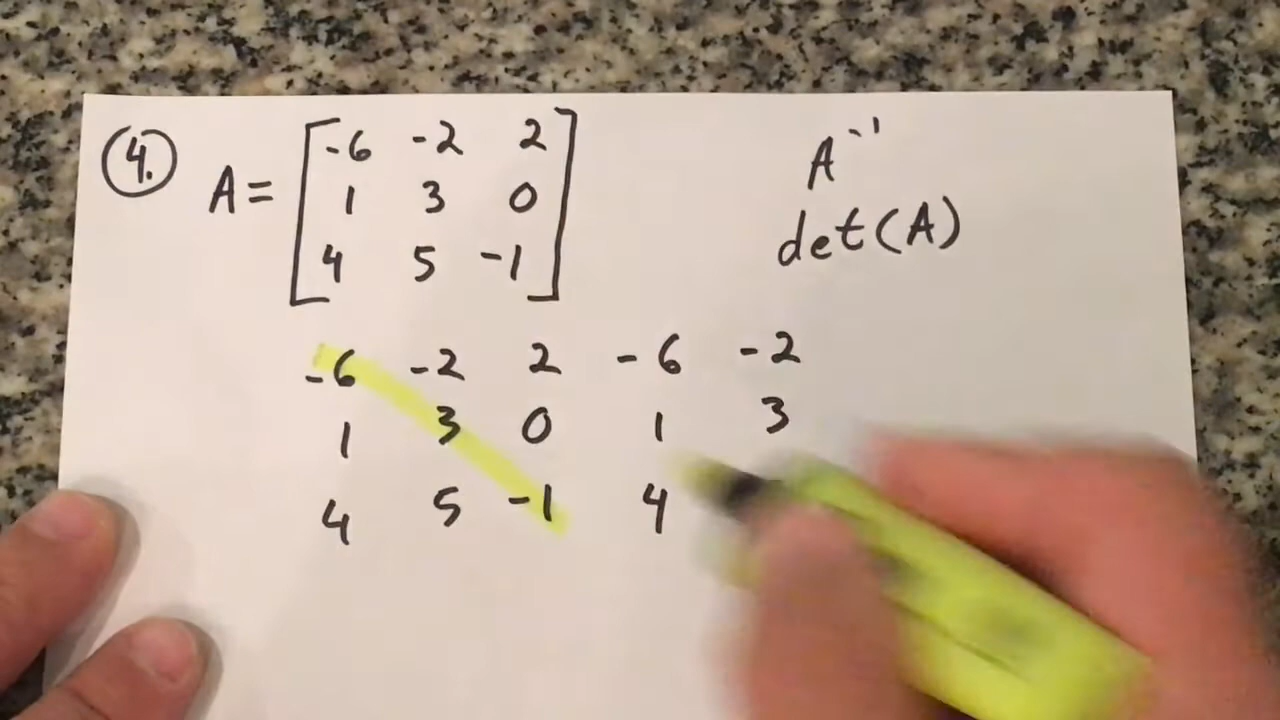 4. A = [ -6 -2 2
1 3 0
4 5 -1 ]
A⁻¹
det(A)
-6 -2 2 -6 -2
1 3 0 1 3
4 5 -1 4